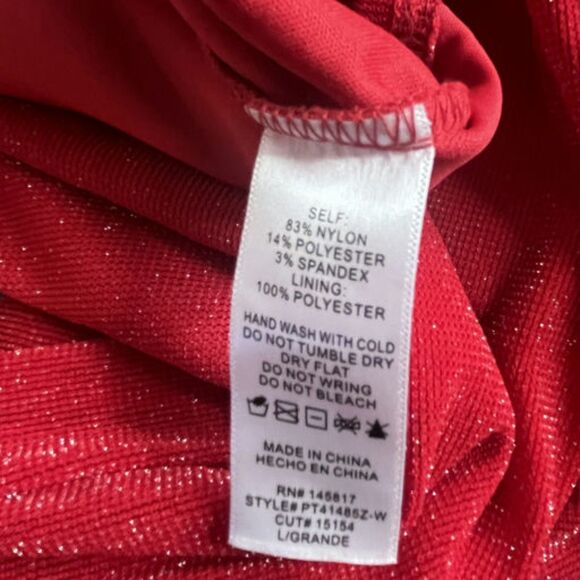 SELF:
83% NYLON
14% POLYESTER
3% SPANDEX
LINING:
100% POLYESTER
HAND WASH WITH COLD
DO NOT TUMBLE DRY
DRY FLAT
DO NOT WRING
DO NOT BLEACH
MADE IN CHINA
HECHO EN CHINA
RN# 145817
STYLE# PT41485Z-W
CUT# 15154
L/GRANDE